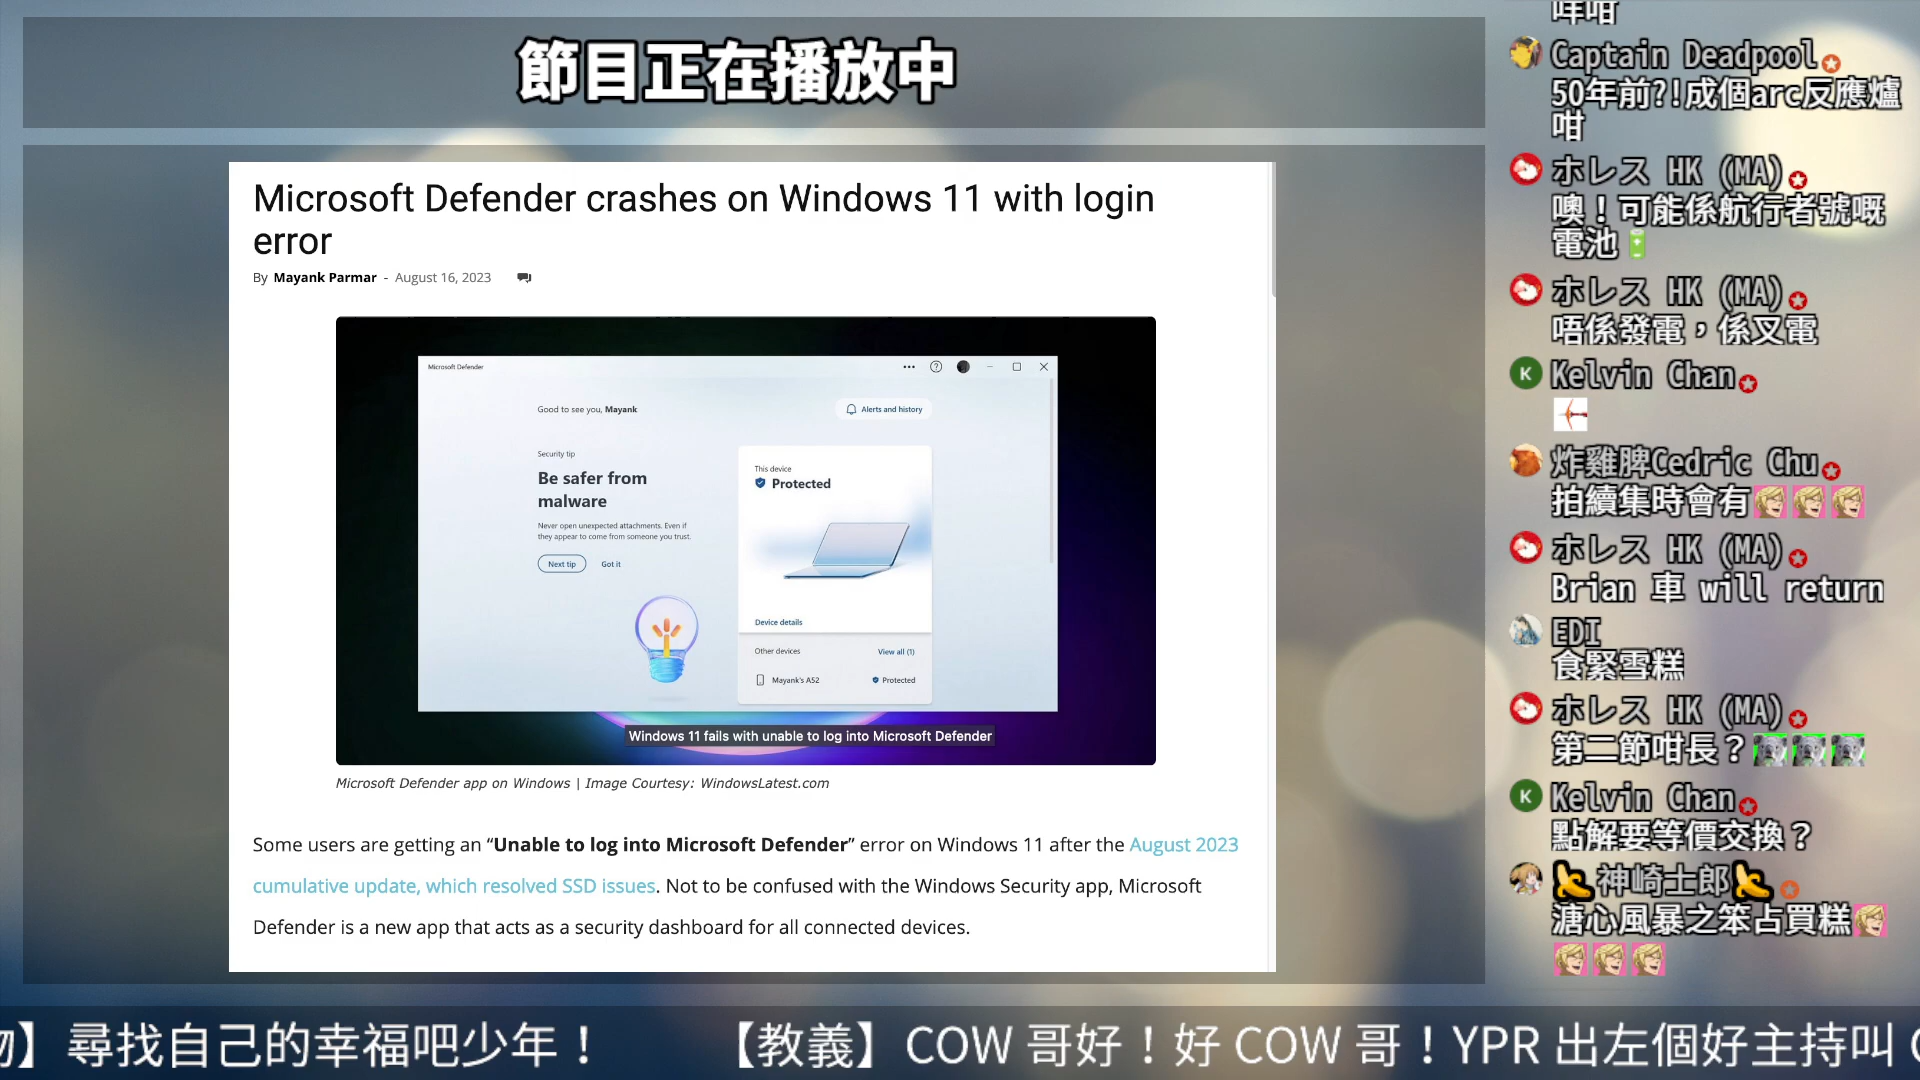 節目正在播放中
Microsoft Defender crashes on Windows 11 with login
error
By Mayank Parmar - August 16, 2023
Microsoft Defender
Good to see you, Mayank
Alerts and history
Security tip
Be safer from
malware
Never open unexpected attachments. Even if
they appear to come from someone you trust.
Next tip Got it
This device
Protected
Device details
Other devices View all (1)
Mayank's A52 Protected
Windows 11 fails with unable to log into Microsoft Defender
Microsoft Defender app on Windows | Image Courtesy: WindowsLatest.com
Some users are getting an “Unable to log into Microsoft Defender” error on Windows 11 after the August 2023
cumulative update, which resolved SSD issues. Not to be confused with the Windows Security app, Microsoft
Defender is a new app that acts as a security dashboard for all connected devices.
咩咁
Captain Deadpool
50年前?!成個arc反應爐
咁
ホレス HK (MA)
噢！可能係航行者號嘅
電池🔋
ホレス HK (MA)
唔係發電，係叉電
K Kelvin Chan
炸雞脾Cedric Chu
拍續集時會有
ホレス HK (MA)
Brian 車 will return
EDI
食緊雪糕
ホレス HK (MA)
第二節咁長？
K Kelvin Chan
點解要等價交換？
🍌神崎士郎🍌
溏心風暴之笨占買糕
物】尋找自己的幸福吧少年！ 【教義】COW 哥好！好 COW 哥！YPR 出左個好主持叫 C